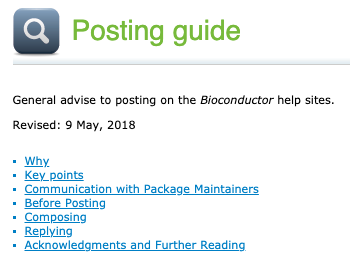 Posting guide
General advise to posting on the Bioconductor help sites.
Revised: 9 May, 2018
Why
Key points
Communication with Package Maintainers
Before Posting
Composing
Replying
Acknowledgments and Further Reading